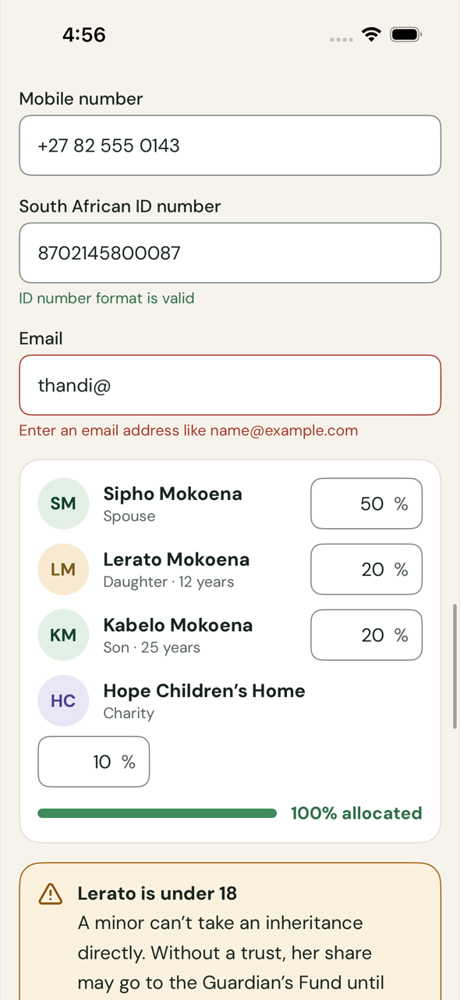 4:56
Mobile number
+27 82 555 0143
South African ID number
8702145800087
ID number format is valid
Email
thandi@
Enter an email address like name@example.com
SM
Sipho Mokoena
Spouse
50 %
LM
Lerato Mokoena
Daughter · 12 years
20 %
KM
Kabelo Mokoena
Son · 25 years
20 %
HC
Hope Children’s Home
Charity
10 %
100% allocated
Lerato is under 18
A minor can’t take an inheritance
directly. Without a trust, her share
may go to the Guardian’s Fund until